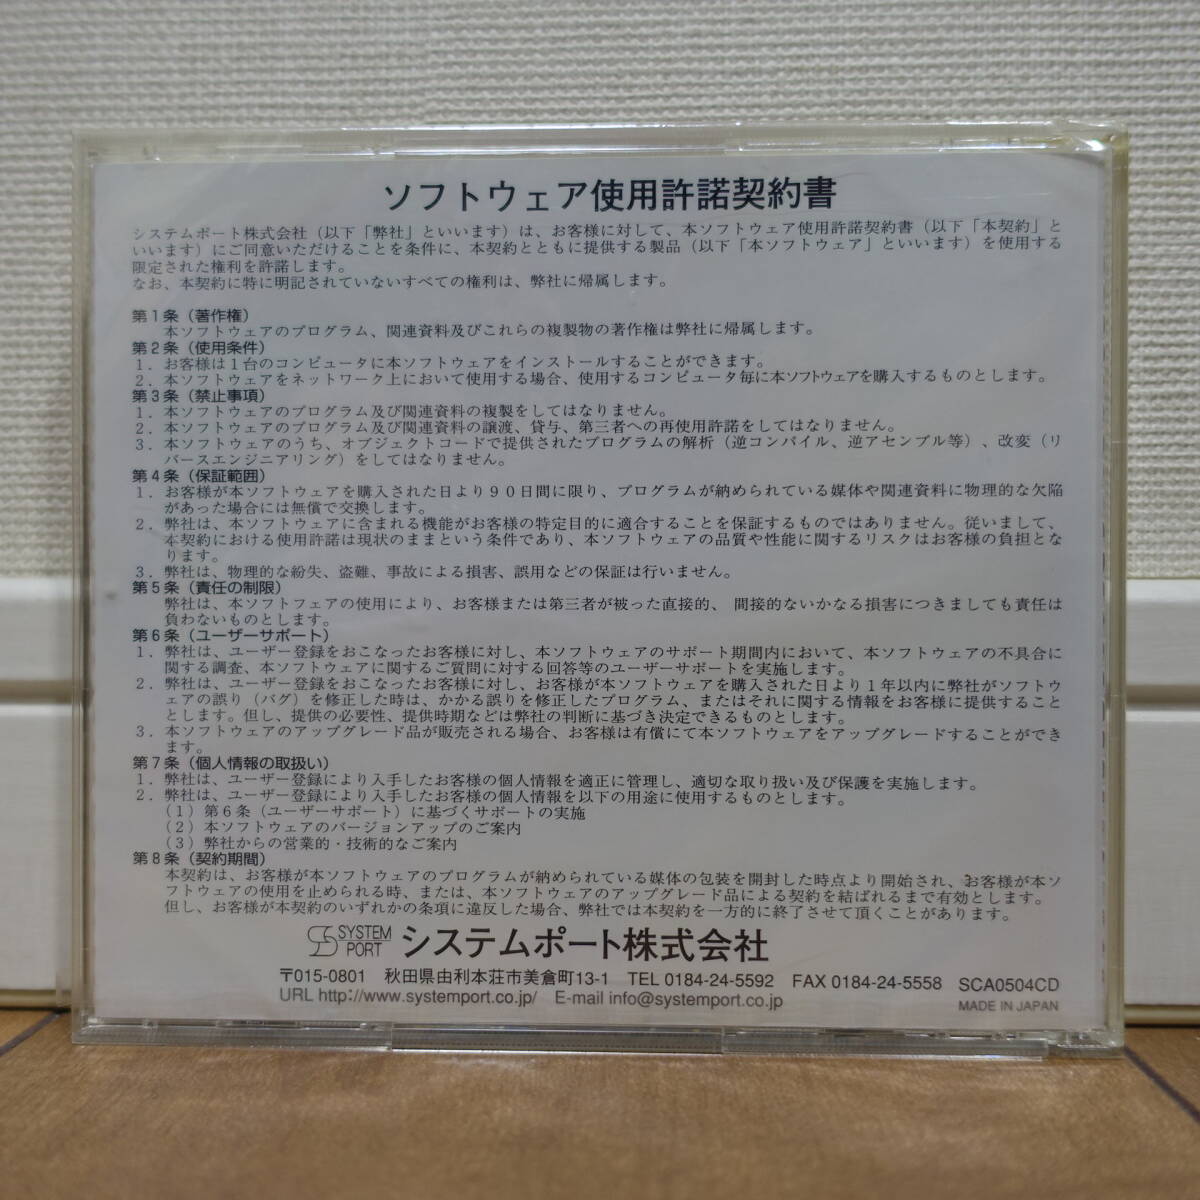 ソフトウェア使用許諾契約書
システムポート株式会社（以下「弊社」といいます）は、お客様に対して、本ソフトウェア使用許諾契約書（以下「本契約」と
いいます）にご同意いただけることを条件に、本契約とともに提供する製品（以下「本ソフトウェア」といいます）を使用する
限定された権利を許諾します。
なお、本契約に特に明記されていないすべての権利は、弊社に帰属します。
第１条（著作権）
本ソフトウェアのプログラム、関連資料及びこれらの複製物の著作権は弊社に帰属します。
第２条（使用条件）
１．お客様は１台のコンピュータに本ソフトウェアをインストールすることができます。
２．本ソフトウェアをネットワーク上において使用する場合、使用するコンピュータ毎に本ソフトウェアを購入するものとします。
第３条（禁止事項）
１．本ソフトウェアのプログラム及び関連資料の複製をしてはなりません。
２．本ソフトウェアのプログラム及び関連資料の譲渡、貸与、第三者への再使用許諾をしてはなりません。
３．本ソフトウェアのうち、オブジェクトコードで提供されたプログラムの解析（逆コンパイル、逆アセンブル等）、改変（リ
バースエンジニアリング）をしてはなりません。
第４条（保証範囲）
１．お客様が本ソフトウェアを購入された日より９０日間に限り、プログラムが納められている媒体や関連資料に物理的な欠陥
があった場合には無償で交換します。
２．弊社は、本ソフトウェアに含まれる機能がお客様の特定目的に適合することを保証するものではありません。従いまして、
本契約における使用許諾は現状のままという条件であり、本ソフトウェアの品質や性能に関するリスクはお客様の負担とな
ります。
３．弊社は、物理的な紛失、盗難、事故による損害、誤用などの保証は行いません。
第５条（責任の制限）
弊社は、本ソフトフェアの使用により、お客様または第三者が被った直接的、間接的ないかなる損害につきましても責任は
負わないものとします。
第６条（ユーザーサポート）
１．弊社は、ユーザー登録をおこなったお客様に対し、本ソフトウェアのサポート期間内において、本ソフトウェアの不具合に
関する調査、本ソフトウェアに関するご質問に対する回答等のユーザーサポートを実施します。
２．弊社は、ユーザー登録をおこなったお客様に対し、お客様が本ソフトウェアを購入された日より１年以内に弊社がソフトウ
ェアの誤り（バグ）を修正した時は、かかる誤りを修正したプログラム、またはそれに関する情報をお客様に提供すること
とします。但し、提供の必要性、提供時期などは弊社の判断に基づき決定できるものとします。
３．本ソフトウェアのアップグレード品が販売される場合、お客様は有償にて本ソフトウェアをアップグレードすることができ
ます。
第７条（個人情報の取扱い）
１．弊社は、ユーザー登録により入手したお客様の個人情報を適正に管理し、適切な取り扱い及び保護を実施します。
２．弊社は、ユーザー登録により入手したお客様の個人情報を以下の用途に使用するものとします。
（１）第６条（ユーザーサポート）に基づくサポートの実施
（２）本ソフトウェアのバージョンアップのご案内
（３）弊社からの営業的・技術的なご案内
第８条（契約期間）
本契約は、お客様が本ソフトウェアのプログラムが納められている媒体の包装を開封した時点より開始され、お客様が本ソ
フトウェアの使用を止められる時、または、本ソフトウェアのアップグレード品による契約を結ばれるまで有効とします。
但し、お客様が本契約のいずれかの条項に違反した場合、弊社では本契約を一方的に終了させて頂くことがあります。
SYSTEM PORT システムポート株式会社
〒015-0801 秋田県由利本荘市美倉町13-1 TEL 0184-24-5592 FAX 0184-24-5558 SCA0504CD
URL http://www.systemport.co.jp/ E-mail info@systemport.co.jp MADE IN JAPAN